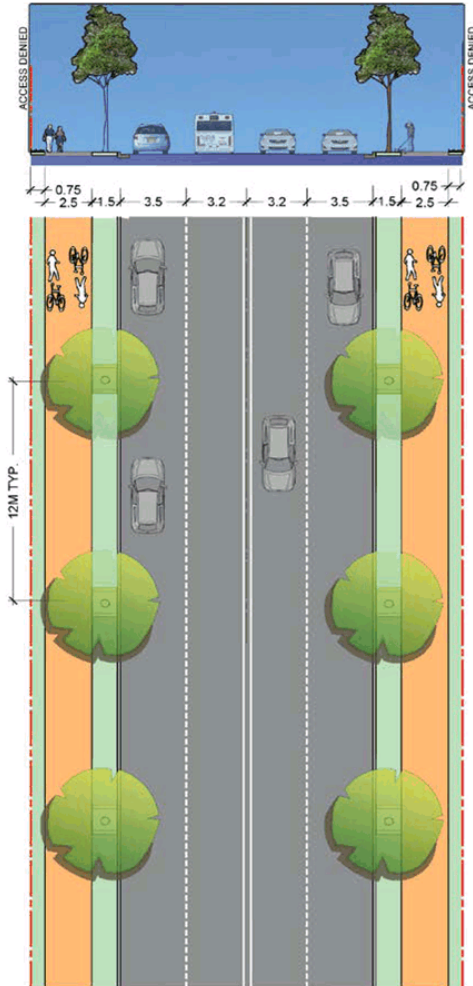 ACCESS DENIED
ACCESS DENIED
0.75
0.75
2.5 1.5 3.5 3.2 3.2 3.5 1.5 2.5
12M TYP.